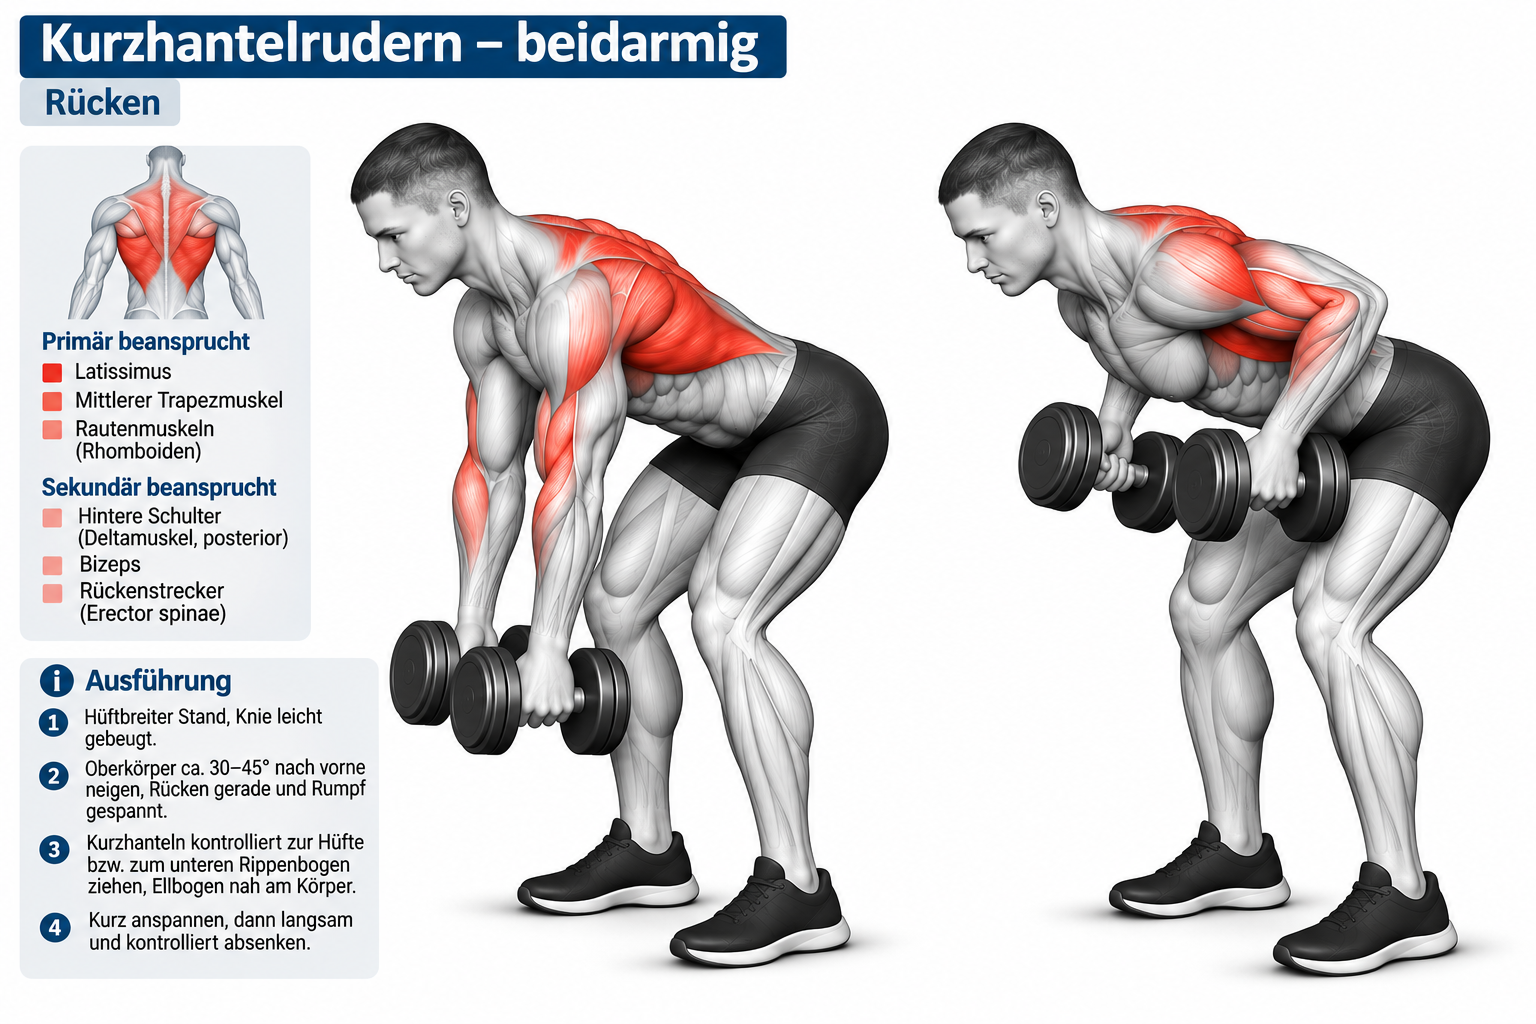 Kurzhantelrudern – beidarmig
Rücken
Primär beansprucht
Latissimus
Mittlerer Trapezmuskel
Rautenmuskeln
(Rhomboiden)
Sekundär beansprucht
Hintere Schulter
(Deltamuskel, posterior)
Bizeps
Rückenstrecker
(Erector spinae)
i Ausführung
1 Hüftbreiter Stand, Knie leicht
gebeugt.
2 Oberkörper ca. 30–45° nach vorne
neigen, Rücken gerade und Rumpf
gespannt.
3 Kurzhanteln kontrolliert zur Hüfte
bzw. zum unteren Rippenbogen
ziehen, Ellbogen nah am Körper.
4 Kurz anspannen, dann langsam
und kontrolliert absenken.